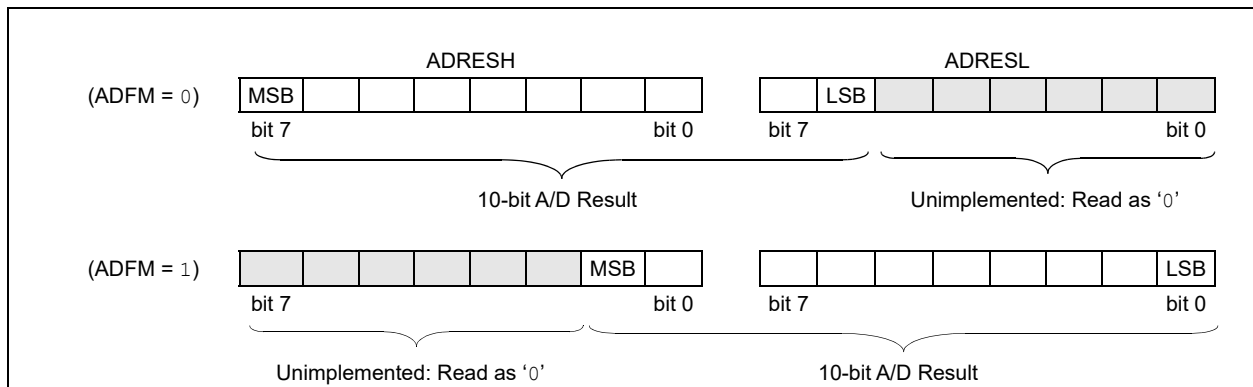 ADRESH ADRESL
(ADFM = 0) MSB LSB
bit 7 bit 0 bit 7 bit 0
10-bit A/D Result Unimplemented: Read as ‘0’
(ADFM = 1) MSB LSB
bit 7 bit 0 bit 7 bit 0
Unimplemented: Read as ‘0’ 10-bit A/D Result